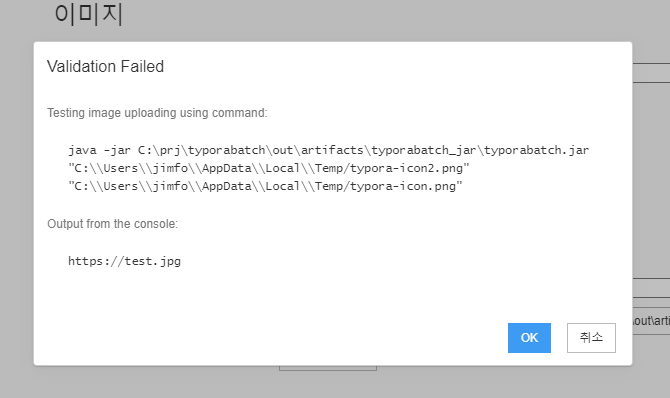 이미지
Validation Failed
Testing image uploading using command:
java -jar C:\prj\typorabatch\out\artifacts\typorabatch_jar\typorabatch.jar
"C:\\Users\\jimfo\\AppData\\Local\\Temp/typora-icon2.png"
"C:\\Users\\jimfo\\AppData\\Local\\Temp/typora-icon.png"
Output from the console:
https://test.jpg
\out\arti
OK 취소